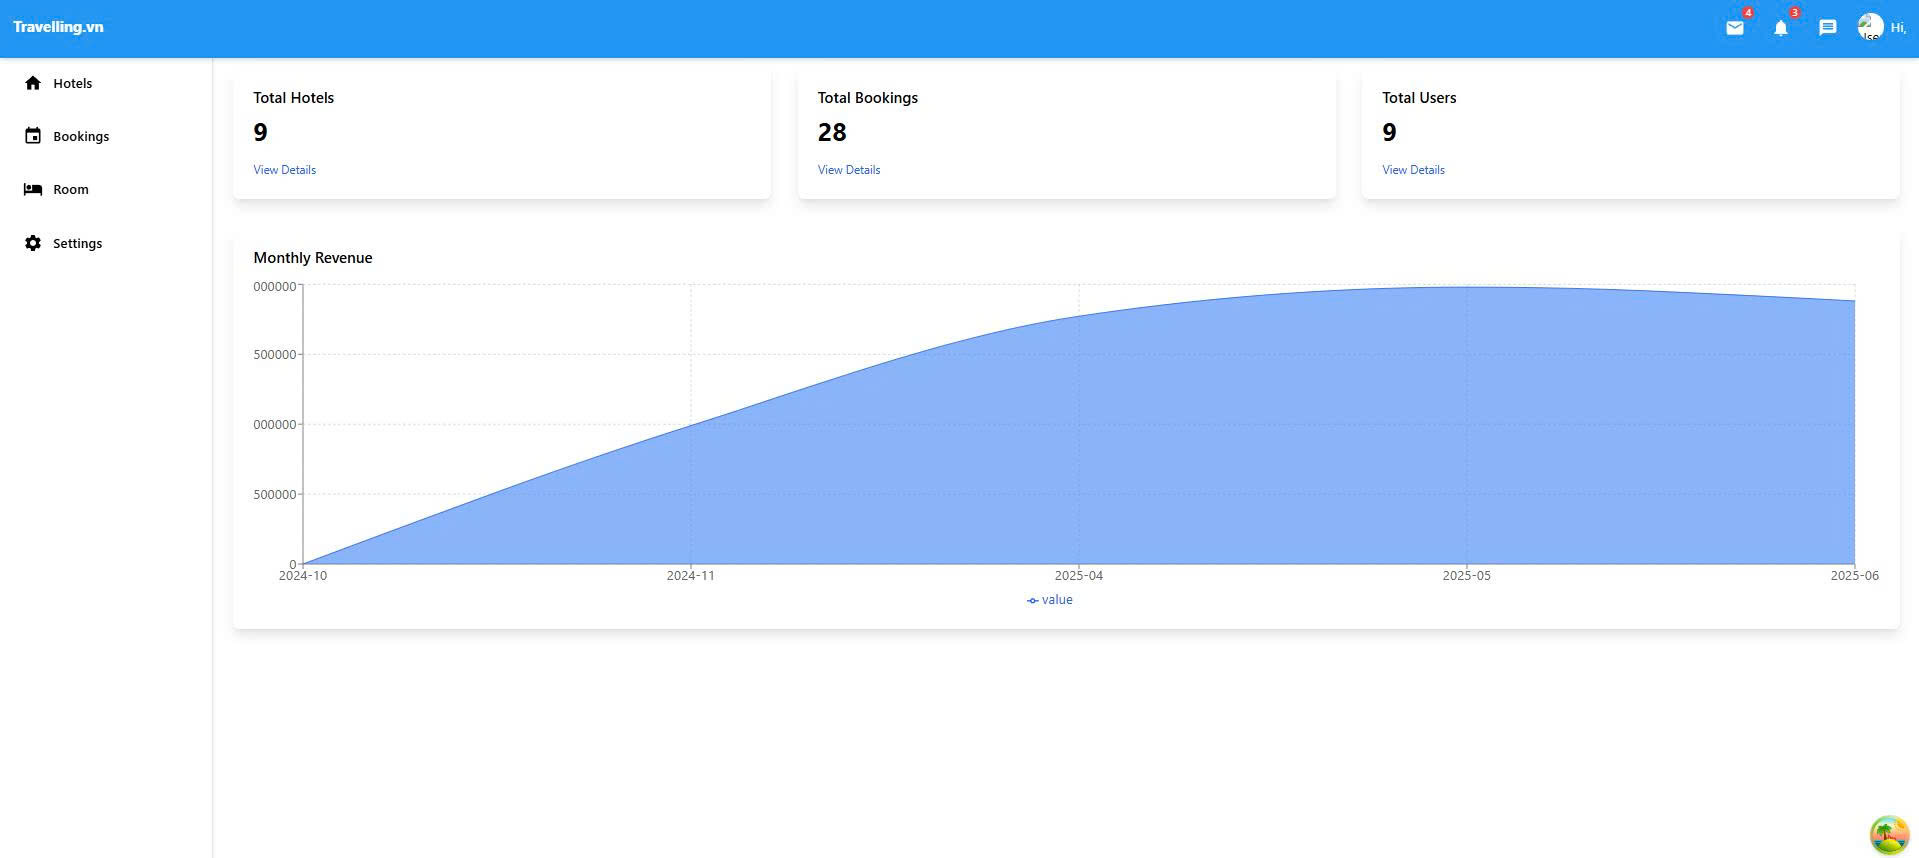 Travelling.vn
4
3
Hi,
Hotels
Bookings
Room
Settings
Total Hotels
9
View Details
Total Bookings
28
View Details
Total Users
9
View Details
Monthly Revenue
000000
500000
000000
500000
0
2024-10 2024-11 2025-04 2025-05 2025-06
value